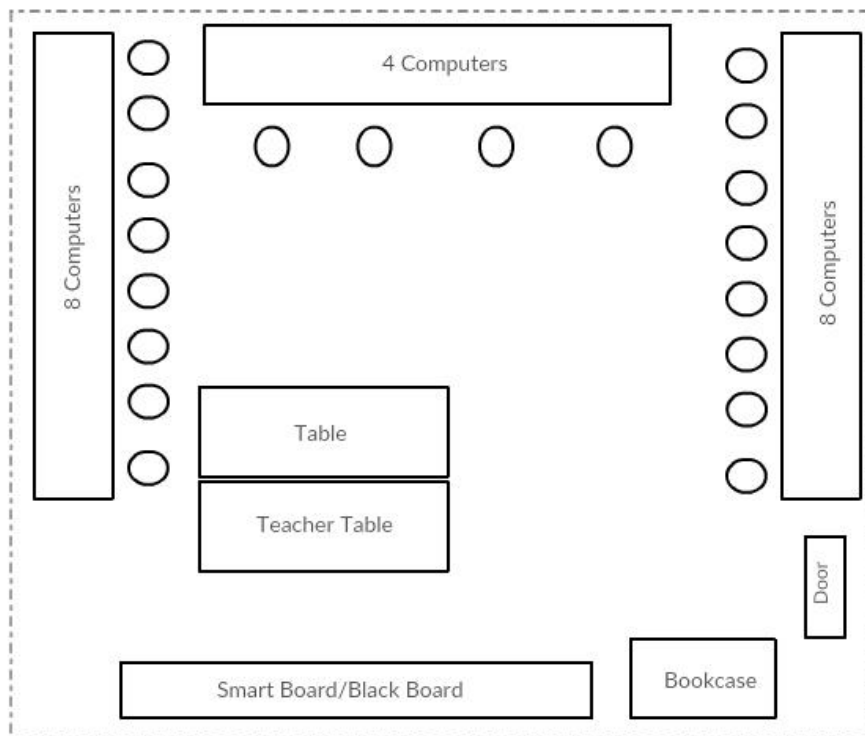 4 Computers
8 Computers
8 Computers
Table
Teacher Table
Door
Smart Board/Black Board
Bookcase